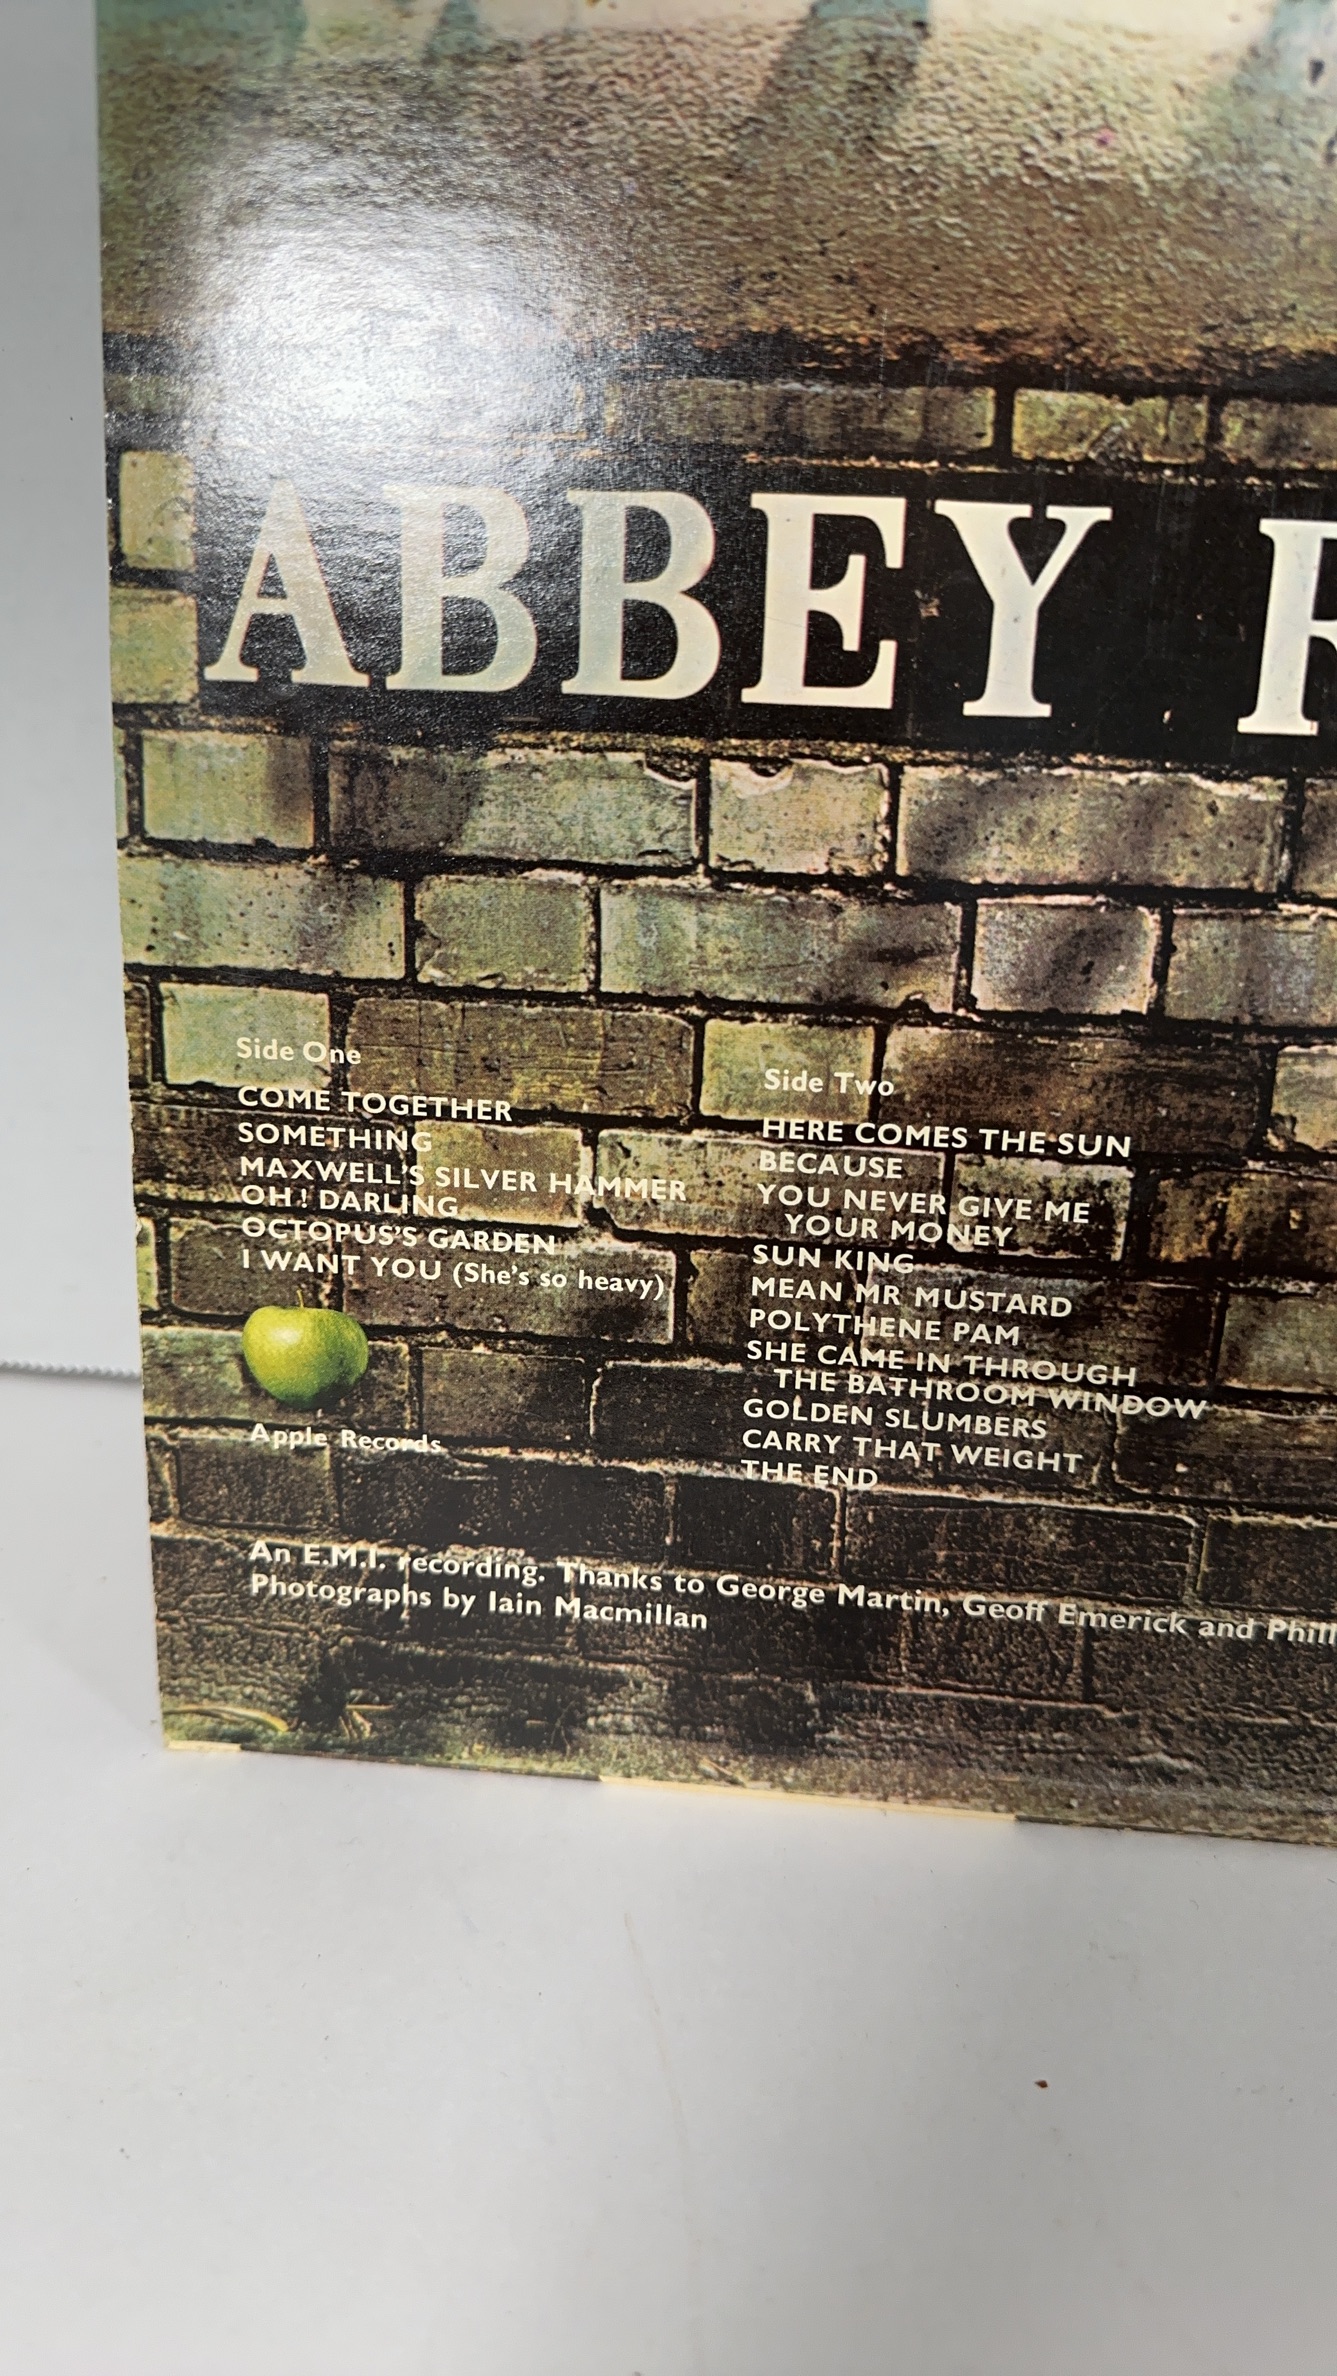 ABBEY R
Side One
COME TOGETHER
SOMETHING
MAXWELL'S SILVER HAMMER
OH! DARLING
OCTOPUS'S GARDEN
I WANT YOU (She's so heavy)
Apple Records
Side Two
HERE COMES THE SUN
BECAUSE
YOU NEVER GIVE ME
YOUR MONEY
SUN KING
MEAN MR MUSTARD
POLYTHENE PAM
SHE CAME IN THROUGH
THE BATHROOM WINDOW
GOLDEN SLUMBERS
CARRY THAT WEIGHT
THE END
An E.M.I. recording. Thanks to George Martin, Geoff Emerick and Phill
Photographs by Iain Macmillan